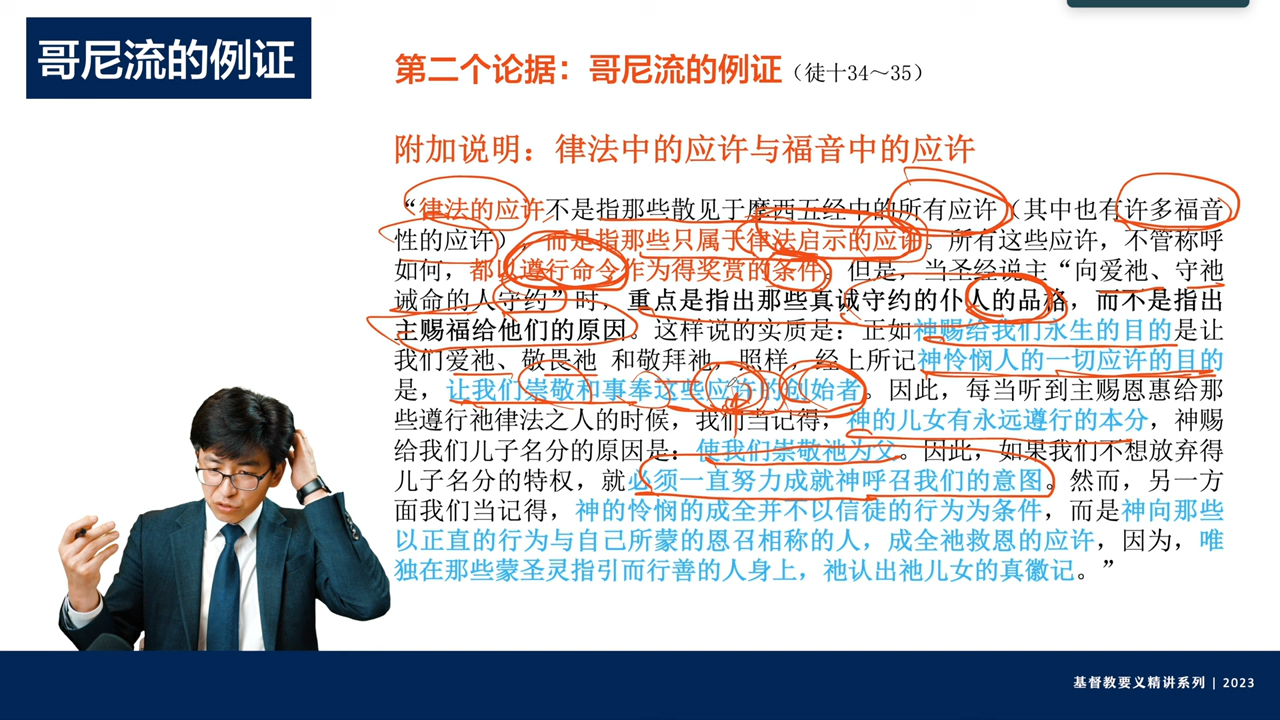 哥尼流的例证
第二个论据：哥尼流的例证（徒十34～35）
附加说明：律法中的应许与福音中的应许
“律法的应许不是指那些散见于摩西五经中的所有应许（其中也有许多福音
性的应许），而是指那些只属于律法启示的应许。所有这些应许，不管称呼
如何，都以遵行命令作为得奖赏的条件。但是，当圣经说主“向爱祂、守祂
诫命的人守约”时，重点是指出那些真诚守约的仆人的品格，而不是指出
主赐福给他们的原因。这样说的实质是：正如神赐给我们永生的目的是让
我们爱祂、敬畏祂 和敬拜祂，照样，经上所记神怜悯人的一切应许的目的
是，让我们崇敬和事奉这些应许的创始者。因此，每当听到主赐恩惠给那
些遵行祂律法之人的时候，我们当记得，神的儿女有永远遵行的本分，神赐
给我们儿子名分的原因是：使我们崇敬祂为父。因此，如果我们不想放弃得
儿子名分的特权，就必须一直努力成就神呼召我们的意图。然而，另一方
面我们当记得，神的怜悯的成全并不以信徒的行为为条件，而是神向那些
以正直的行为与自己所蒙的恩召相称的人，成全祂救恩的应许，因为，唯
独在那些蒙圣灵指引而行善的人身上，祂认出祂儿女的真徽记。”
基督教要义精讲系列 | 2023